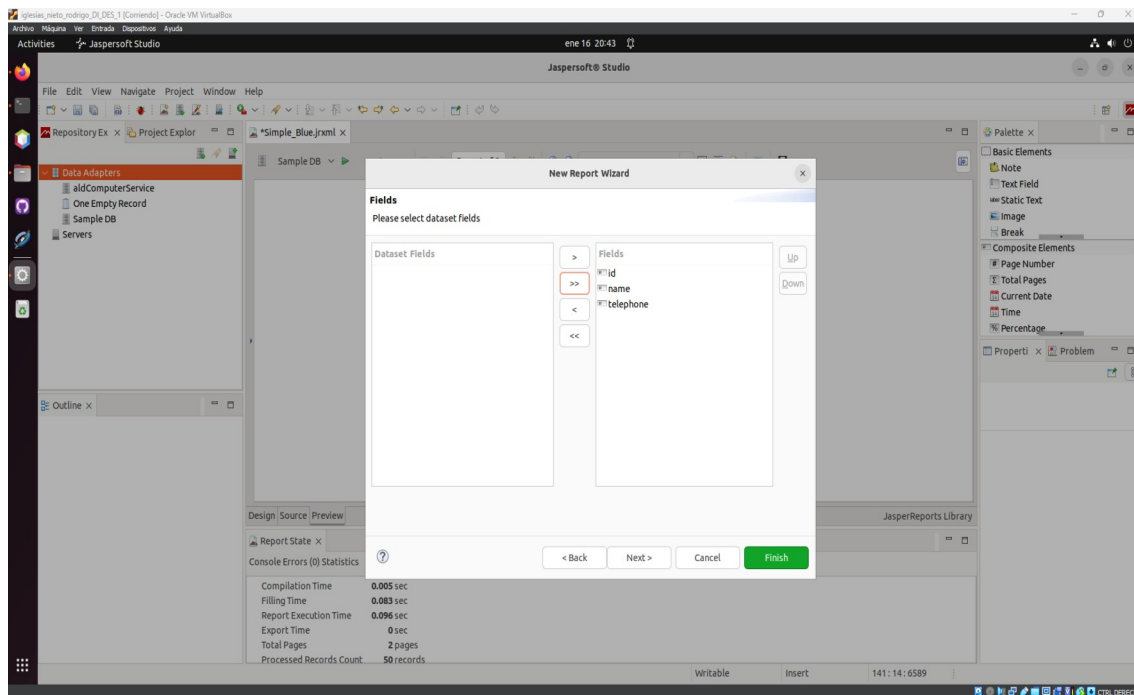 iglesias_nieto_rodrigo_DI_DES_1 [Corriendo] - Oracle VM VirtualBox
Archivo Máquina Ver Entrada Dispositivos Ayuda
Activities Jaspersoft Studio ene 16 20:43
Jaspersoft® Studio
File Edit View Navigate Project Window Help
Repository Ex Project Explor *Simple_Blue.jrxml Palette
Sample DB
Data Adapters
aldComputerService
One Empty Record
Sample DB
Servers
Outline
New Report Wizard
Fields
Please select dataset fields
Dataset Fields
>
>>
<
<<
Fields
id
name
telephone
Up
Down
< Back Next > Cancel Finish
Basic Elements
Note
Text Field
Static Text
Image
Break
Composite Elements
Page Number
Total Pages
Current Date
Time
Percentage
Properti Problem
Design Source Preview JasperReports Library
Report State
Console Errors (0) Statistics
Compilation Time 0.005 sec
Filling Time 0.083 sec
Report Execution Time 0.096 sec
Export Time 0 sec
Total Pages 2 pages
Processed Records Count 50 records
Writable Insert 141:14:6589